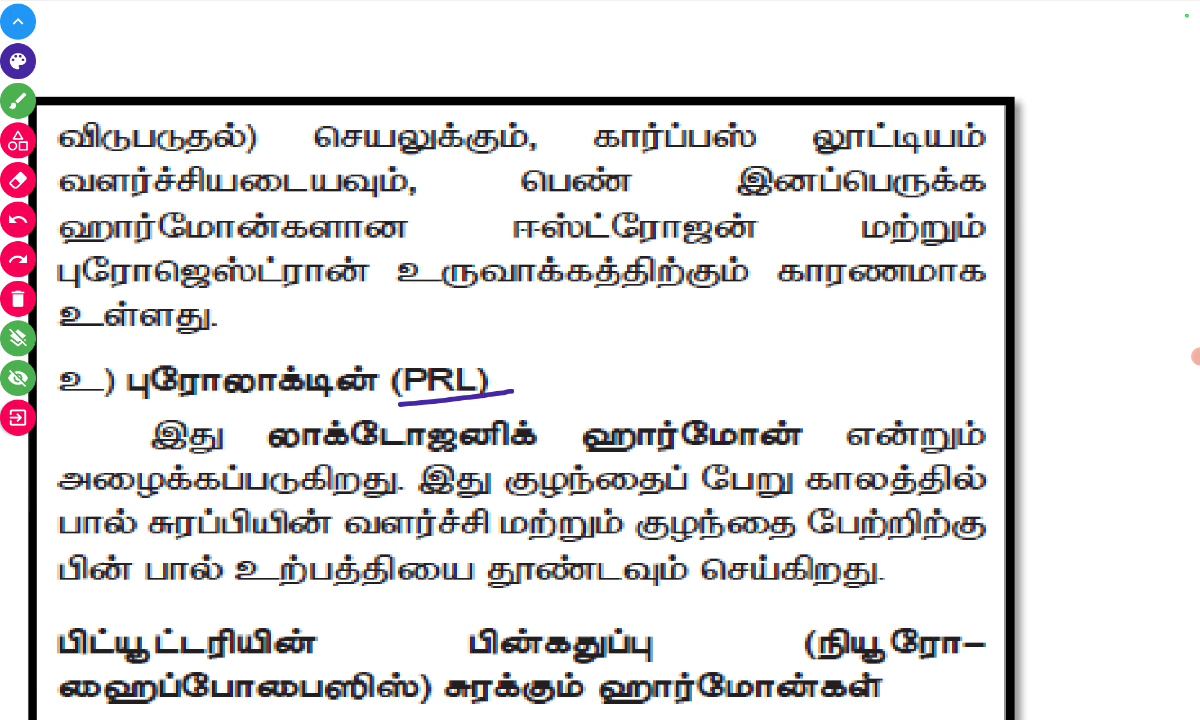 விடுபடுதல்) செயலுக்கும், கார்ப்பஸ் லூட்டியம்
வளர்ச்சியடையவும், பெண் இனப்பெருக்க
ஹார்மோன்களான ஈஸ்ட்ரோஜன் மற்றும்
புரோஜெஸ்ட்ரான் உருவாக்கத்திற்கும் காரணமாக
உள்ளது.
உ) புரோலாக்டின் (PRL)
இது லாக்டோஜனிக் ஹார்மோன் என்றும்
அழைக்கப்படுகிறது. இது குழந்தைப் பேறு காலத்தில்
பால் சுரப்பியின் வளர்ச்சி மற்றும் குழந்தை பேற்றிற்கு
பின் பால் உற்பத்தியை தூண்டவும் செய்கிறது.
பிட்யூட்டரியின் பின்கதுப்பு (நியூரோ–
ஹைப்போபைஸிஸ்) சுரக்கும் ஹார்மோன்கள்